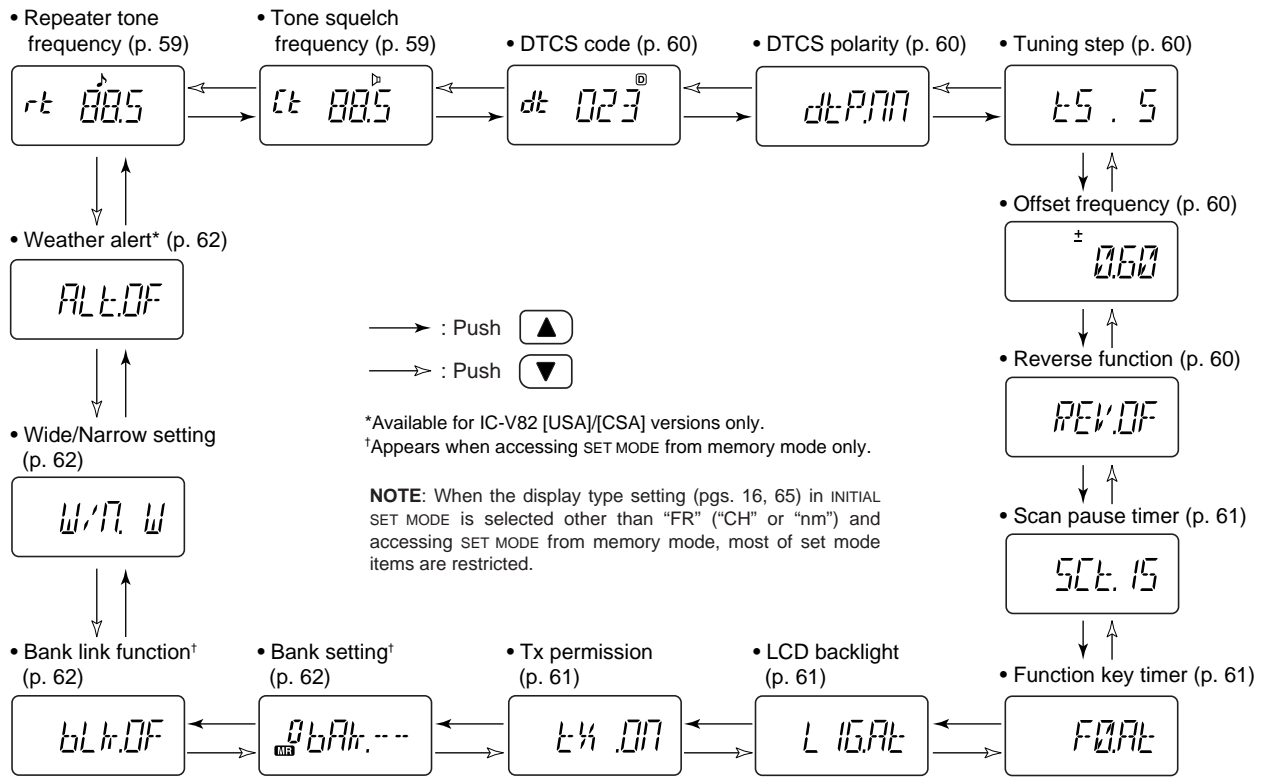 • Repeater tone
frequency (p. 59)
rt 88.5
• Tone squelch
frequency (p. 59)
Ct 88.5
• DTCS code (p. 60)
D
dt 023
• DTCS polarity (p. 60)
dtP.NN
• Tuning step (p. 60)
tS . 5
• Offset frequency (p. 60)
±
0.60
• Reverse function (p. 60)
REV.OF
• Scan pause timer (p. 61)
SCt. 15
• Function key timer (p. 61)
F0.At
• LCD backlight
(p. 61)
LIG.At
• Tx permission
(p. 61)
tX .ON
• Bank setting†
(p. 62)
MR 0 bAk.--
• Bank link function†
(p. 62)
bLk.OF
• Wide/Narrow setting
(p. 62)
W/N. W
• Weather alert* (p. 62)
ALt.OF
: Push ▲
: Push ▼
*Available for IC-V82 [USA]/[CSA] versions only.
†Appears when accessing SET MODE from memory mode only.
NOTE: When the display type setting (pgs. 16, 65) in INITIAL
SET MODE is selected other than “FR” (“CH” or “nm”) and
accessing SET MODE from memory mode, most of set mode
items are restricted.